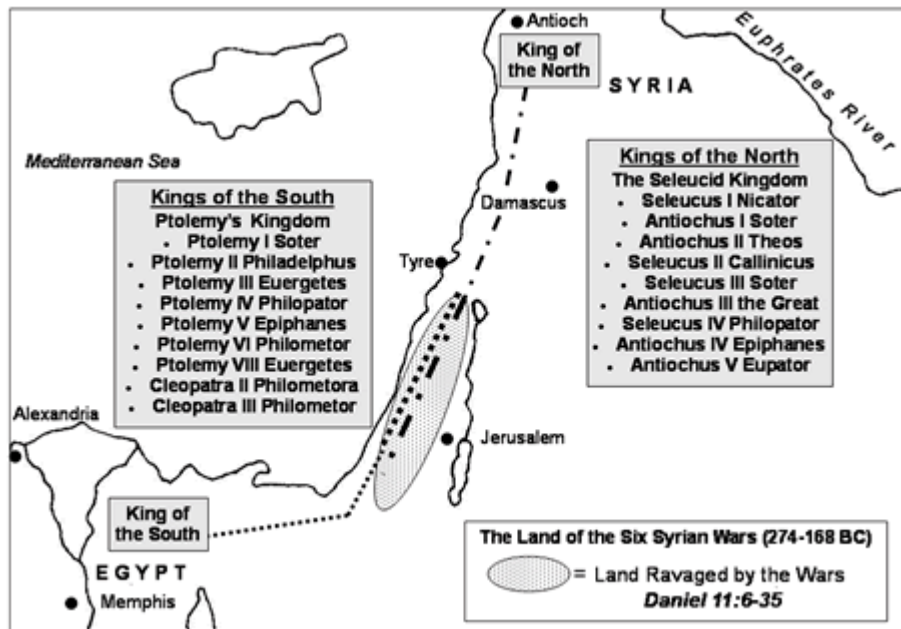 Antioch
King of
the North
SYRIA
Euphrates River
Mediterranean Sea
Kings of the South
Ptolemy's Kingdom
• Ptolemy I Soter
• Ptolemy II Philadelphus
• Ptolemy III Euergetes
• Ptolemy IV Philopator
• Ptolemy V Epiphanes
• Ptolemy VI Philometor
• Ptolemy VIII Euergetes
• Cleopatra II Philometora
• Cleopatra III Philometor
Kings of the North
The Seleucid Kingdom
• Seleucus I Nicator
• Antiochus I Soter
• Antiochus II Theos
• Seleucus II Callinicus
• Seleucus III Soter
• Antiochus III the Great
• Seleucus IV Philopator
• Antiochus IV Epiphanes
• Antiochus V Eupator
Damascus
Tyre
Alexandria
Jerusalem
King of
the South
EGYPT
Memphis
The Land of the Six Syrian Wars (274-168 BC)
= Land Ravaged by the Wars
Daniel 11:6-35